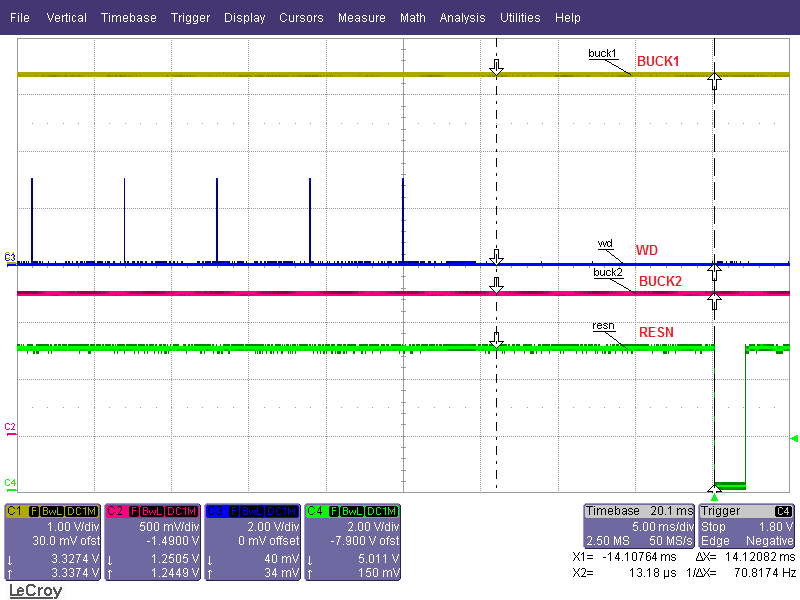 File Vertical Timebase Trigger Display Cursors Measure Math Analysis Utilities Help
buck1 BUCK1
C3
wd WD
buck2 BUCK2
resn RESN
C2
C4
C1 F BwL DC1M C2 F BwL DC1M C3 F BwL DC1M C4 F BwL DC1M Timebase 20.1 ms Trigger C4
1.00 V/div 500 mV/div 2.00 V/div 2.00 V/div 5.00 ms/div Stop 1.80 V
30.0 mV ofst -1.4900 V 0 mV offset -7.900 V ofst 2.50 MS 50 MS/s Edge Negative
↓ 3.3274 V ↓ 1.2505 V ↓ 40 mV ↓ 5.011 V X1= -14.10764 ms ΔX= 14.12082 ms
↑ 3.3374 V ↑ 1.2449 V ↑ 34 mV ↑ 150 mV X2= 13.18 µs 1/ΔX= 70.8174 Hz
LeCroy